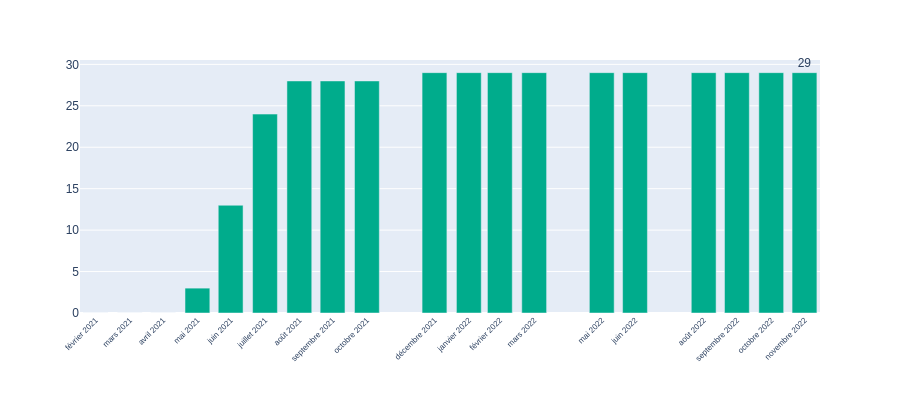 29
30
25
20
15
10
5
0
février 2021
mars 2021
avril 2021
mai 2021
juin 2021
juillet 2021
août 2021
septembre 2021
octobre 2021
décembre 2021
janvier 2022
février 2022
mars 2022
mai 2022
juin 2022
août 2022
septembre 2022
octobre 2022
novembre 2022